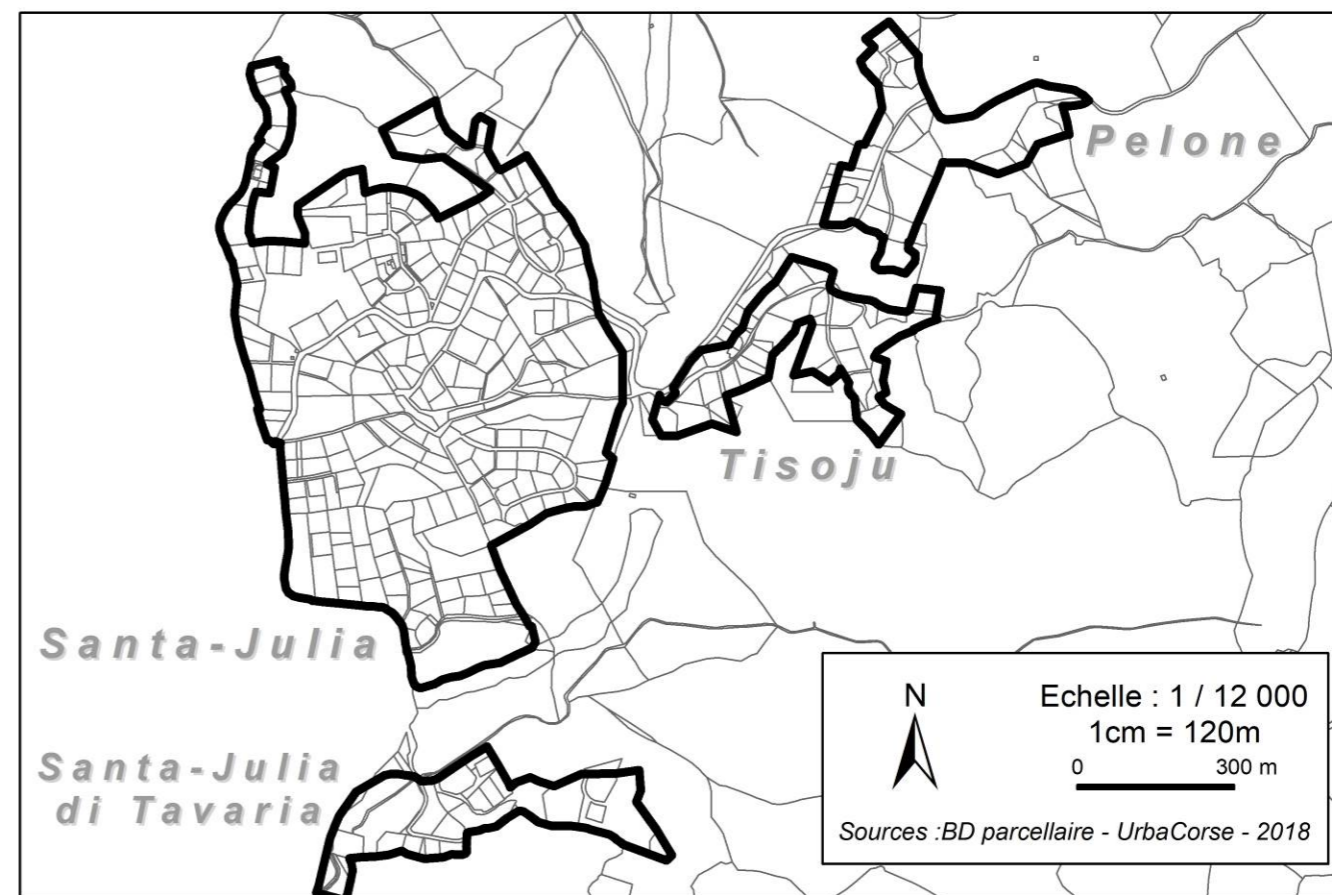 Pelone
Tisoju
Santa-Julia
Santa-Julia
di Tavaria
N
Echelle : 1 / 12 000
1cm = 120m
0 300 m
Sources :BD parcellaire - UrbaCorse - 2018